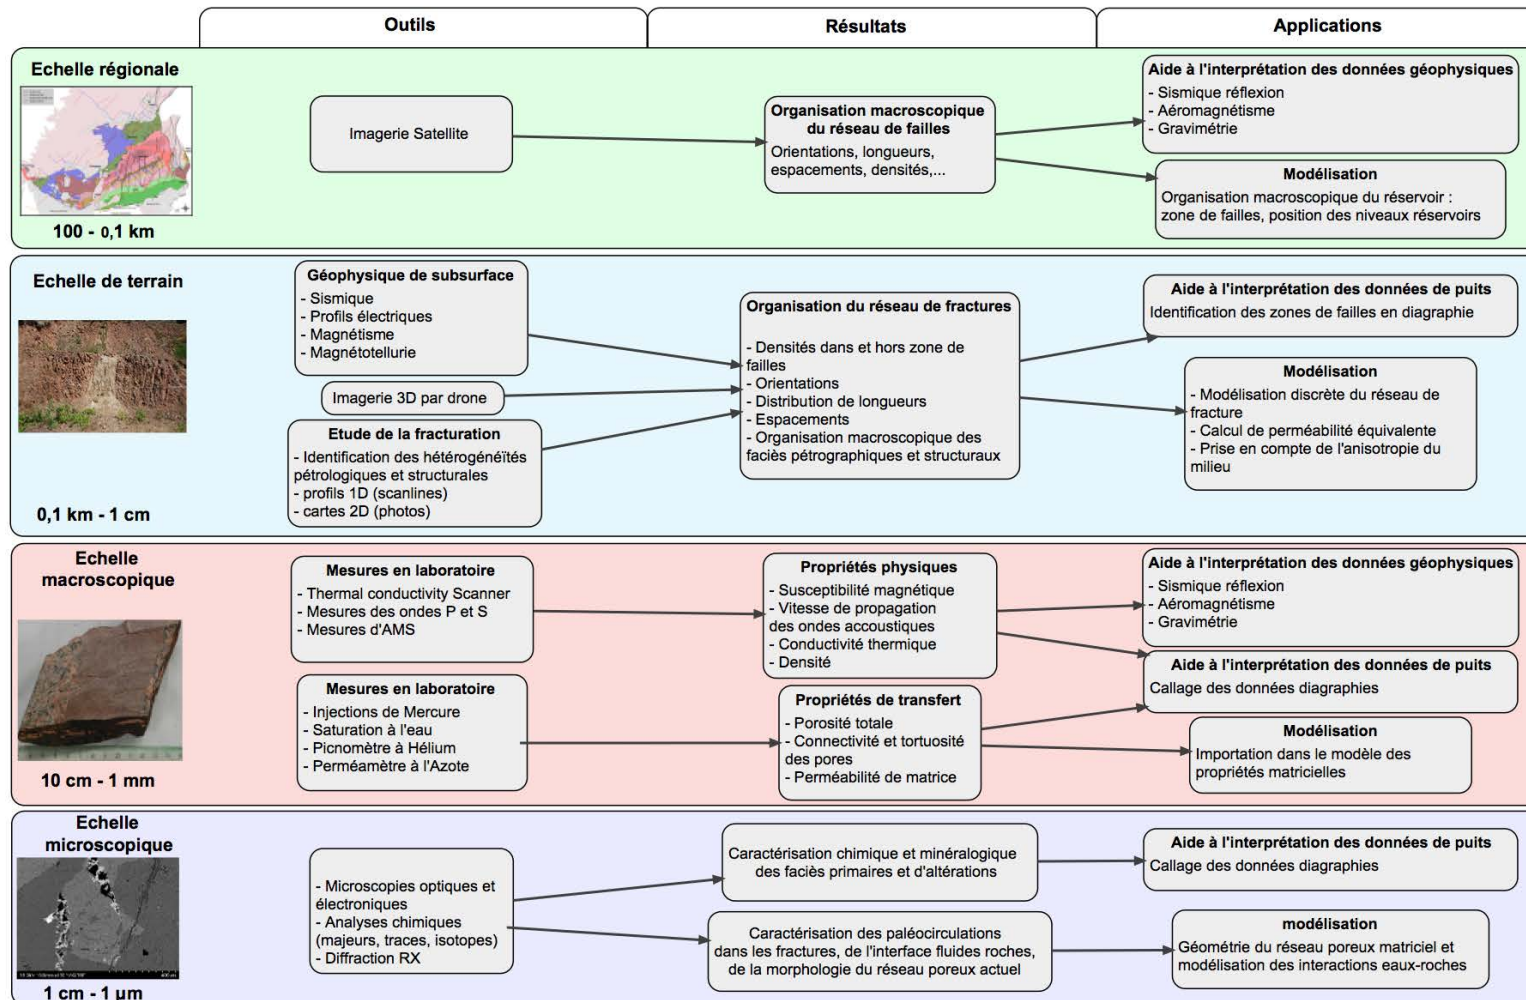 Outils
Résultats
Applications
Echelle régionale
100 - 0,1 km
Imagerie Satellite
Organisation macroscopique
du réseau de failles
Orientations, longueurs,
espacements, densités,...
Aide à l'interprétation des données géophysiques
- Sismique réflexion
- Aéromagnétisme
- Gravimétrie
Modélisation
Organisation macroscopique du réservoir :
zone de failles, position des niveaux réservoirs
Echelle de terrain
0,1 km - 1 cm
Géophysique de subsurface
- Sismique
- Profils électriques
- Magnétisme
- Magnétotellurie
Imagerie 3D par drone
Etude de la fracturation
- Identification des hétérogénéïtés
pétrologiques et structurales
- profils 1D (scanlines)
- cartes 2D (photos)
Organisation du réseau de fractures
- Densités dans et hors zone de
failles
- Orientations
- Distribution de longueurs
- Espacements
- Organisation macroscopique des
faciès pétrographiques et structuraux
Aide à l'interprétation des données de puits
Identification des zones de failles en diagraphie
Modélisation
- Modélisation discrète du réseau de
fracture
- Calcul de perméabilité équivalente
- Prise en compte de l'anisotropie du
milieu
Echelle
macroscopique
10 cm - 1 mm
Mesures en laboratoire
- Thermal conductivity Scanner
- Mesures des ondes P et S
- Mesures d'AMS
Mesures en laboratoire
- Injections de Mercure
- Saturation à l'eau
- Picnomètre à Hélium
- Perméamètre à l'Azote
Propriétés physiques
- Susceptibilité magnétique
- Vitesse de propagation
des ondes accoustiques
- Conductivité thermique
- Densité
Propriétés de transfert
- Porosité totale
- Connectivité et tortuosité
des pores
- Perméabilité de matrice
Aide à l'interprétation des données géophysiques
- Sismique réflexion
- Aéromagnétisme
- Gravimétrie
Aide à l'interprétation des données de puits
Callage des données diagraphies
Modélisation
Importation dans le modèle des
propriétés matricielles
Echelle
microscopique
1 cm - 1 µm
- Microscopies optiques et
électroniques
- Analyses chimiques
(majeurs, traces, isotopes)
- Diffraction RX
Caractérisation chimique et minéralogique
des faciès primaires et d'altérations
Caractérisation des paléocirculations
dans les fractures, de l'interface fluides roches,
de la morphologie du réseau poreux actuel
Aide à l'interprétation des données de puits
Callage des données diagraphies
modélisation
Géométrie du réseau poreux matriciel et
modélisation des interactions eaux-roches